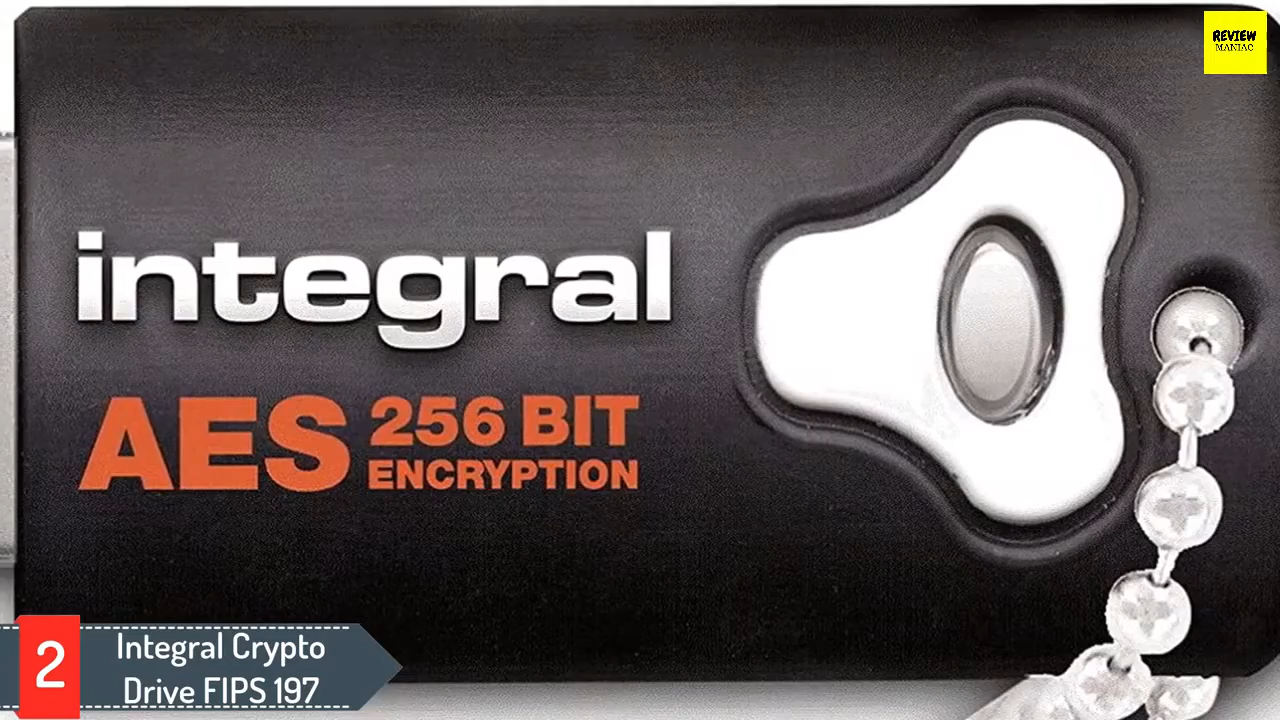 REVIEW
MANIAC
integral
AES 256 BIT
ENCRYPTION
2
Integral Crypto
Drive FIPS 197